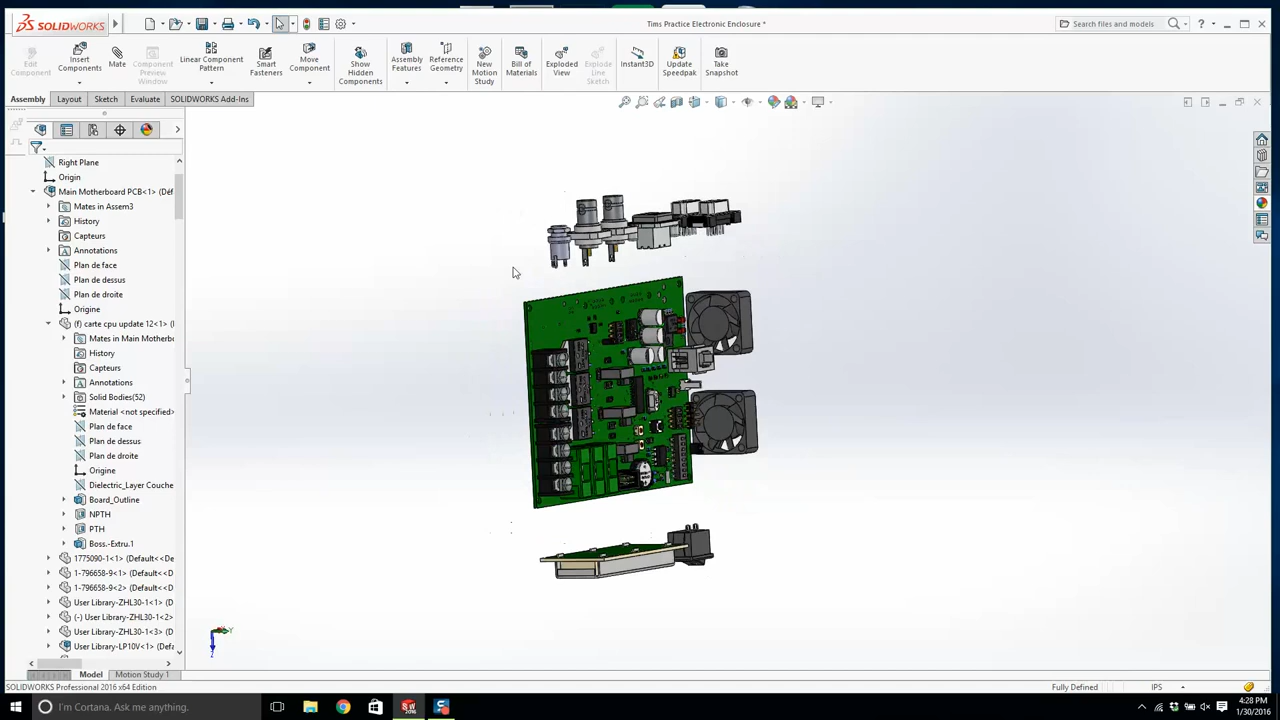 SOLIDWORKS
Tims Practice Electronic Enclosure *
Search files and models
Edit Component
Insert Components
Mate
Component Preview Window
Linear Component Pattern
Smart Fasteners
Move Component
Show Hidden Components
Assembly Features
Reference Geometry
New Motion Study
Bill of Materials
Exploded View
Explode Line Sketch
Instant3D
Update Speedpak
Take Snapshot
Assembly Layout Sketch Evaluate SOLIDWORKS Add-Ins
Right Plane
Origin
Main Motherboard PCB<1> (Déf
Mates in Assem3
History
Capteurs
Annotations
Plan de face
Plan de dessus
Plan de droite
Origine
(f) carte cpu update 12<1> (
Mates in Main Motherb
History
Capteurs
Annotations
Solid Bodies(52)
Material <not specified>
Plan de face
Plan de dessus
Plan de droite
Origine
Dielectric_Layer Couche
Board_Outline
NPTH
PTH
Boss.-Extru.1
1775090-1<1> (Default<<De
1-796658-9<1> (Default<<D
1-796658-9<2> (Default<<D
User Library-ZHL30-1<1> (D
(-) User Library-ZHL30-1<2>
User Library-ZHL30-1<3> (D
User Library-LP10V<1> (Defa
Y
Z
Model Motion Study 1
SOLIDWORKS Professional 2016 x64 Edition
Fully Defined
IPS
I'm Cortana. Ask me anything.
4:28 PM
1/30/2016